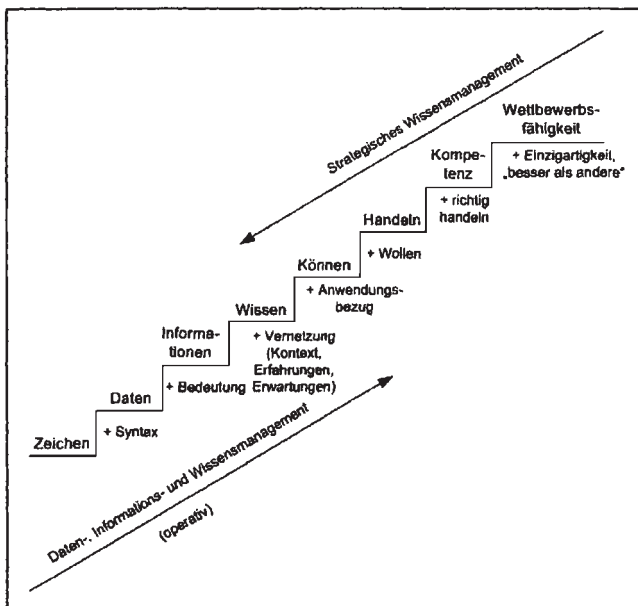 Strategisches Wissensmanagement
Wettbewerbs-
fähigkeit
+ Einzigartigkeit,
„besser als andere“
Kompe-
tenz
+ richtig
handeln
Handeln
+ Wollen
Können
+ Anwendungs-
bezug
Wissen
+ Vernetzung
(Kontext,
Erfahrungen,
Erwartungen)
Informa-
tionen
+ Bedeutung
Daten
+ Syntax
Zeichen
Daten-, Informations- und Wissensmanagement
(operativ)